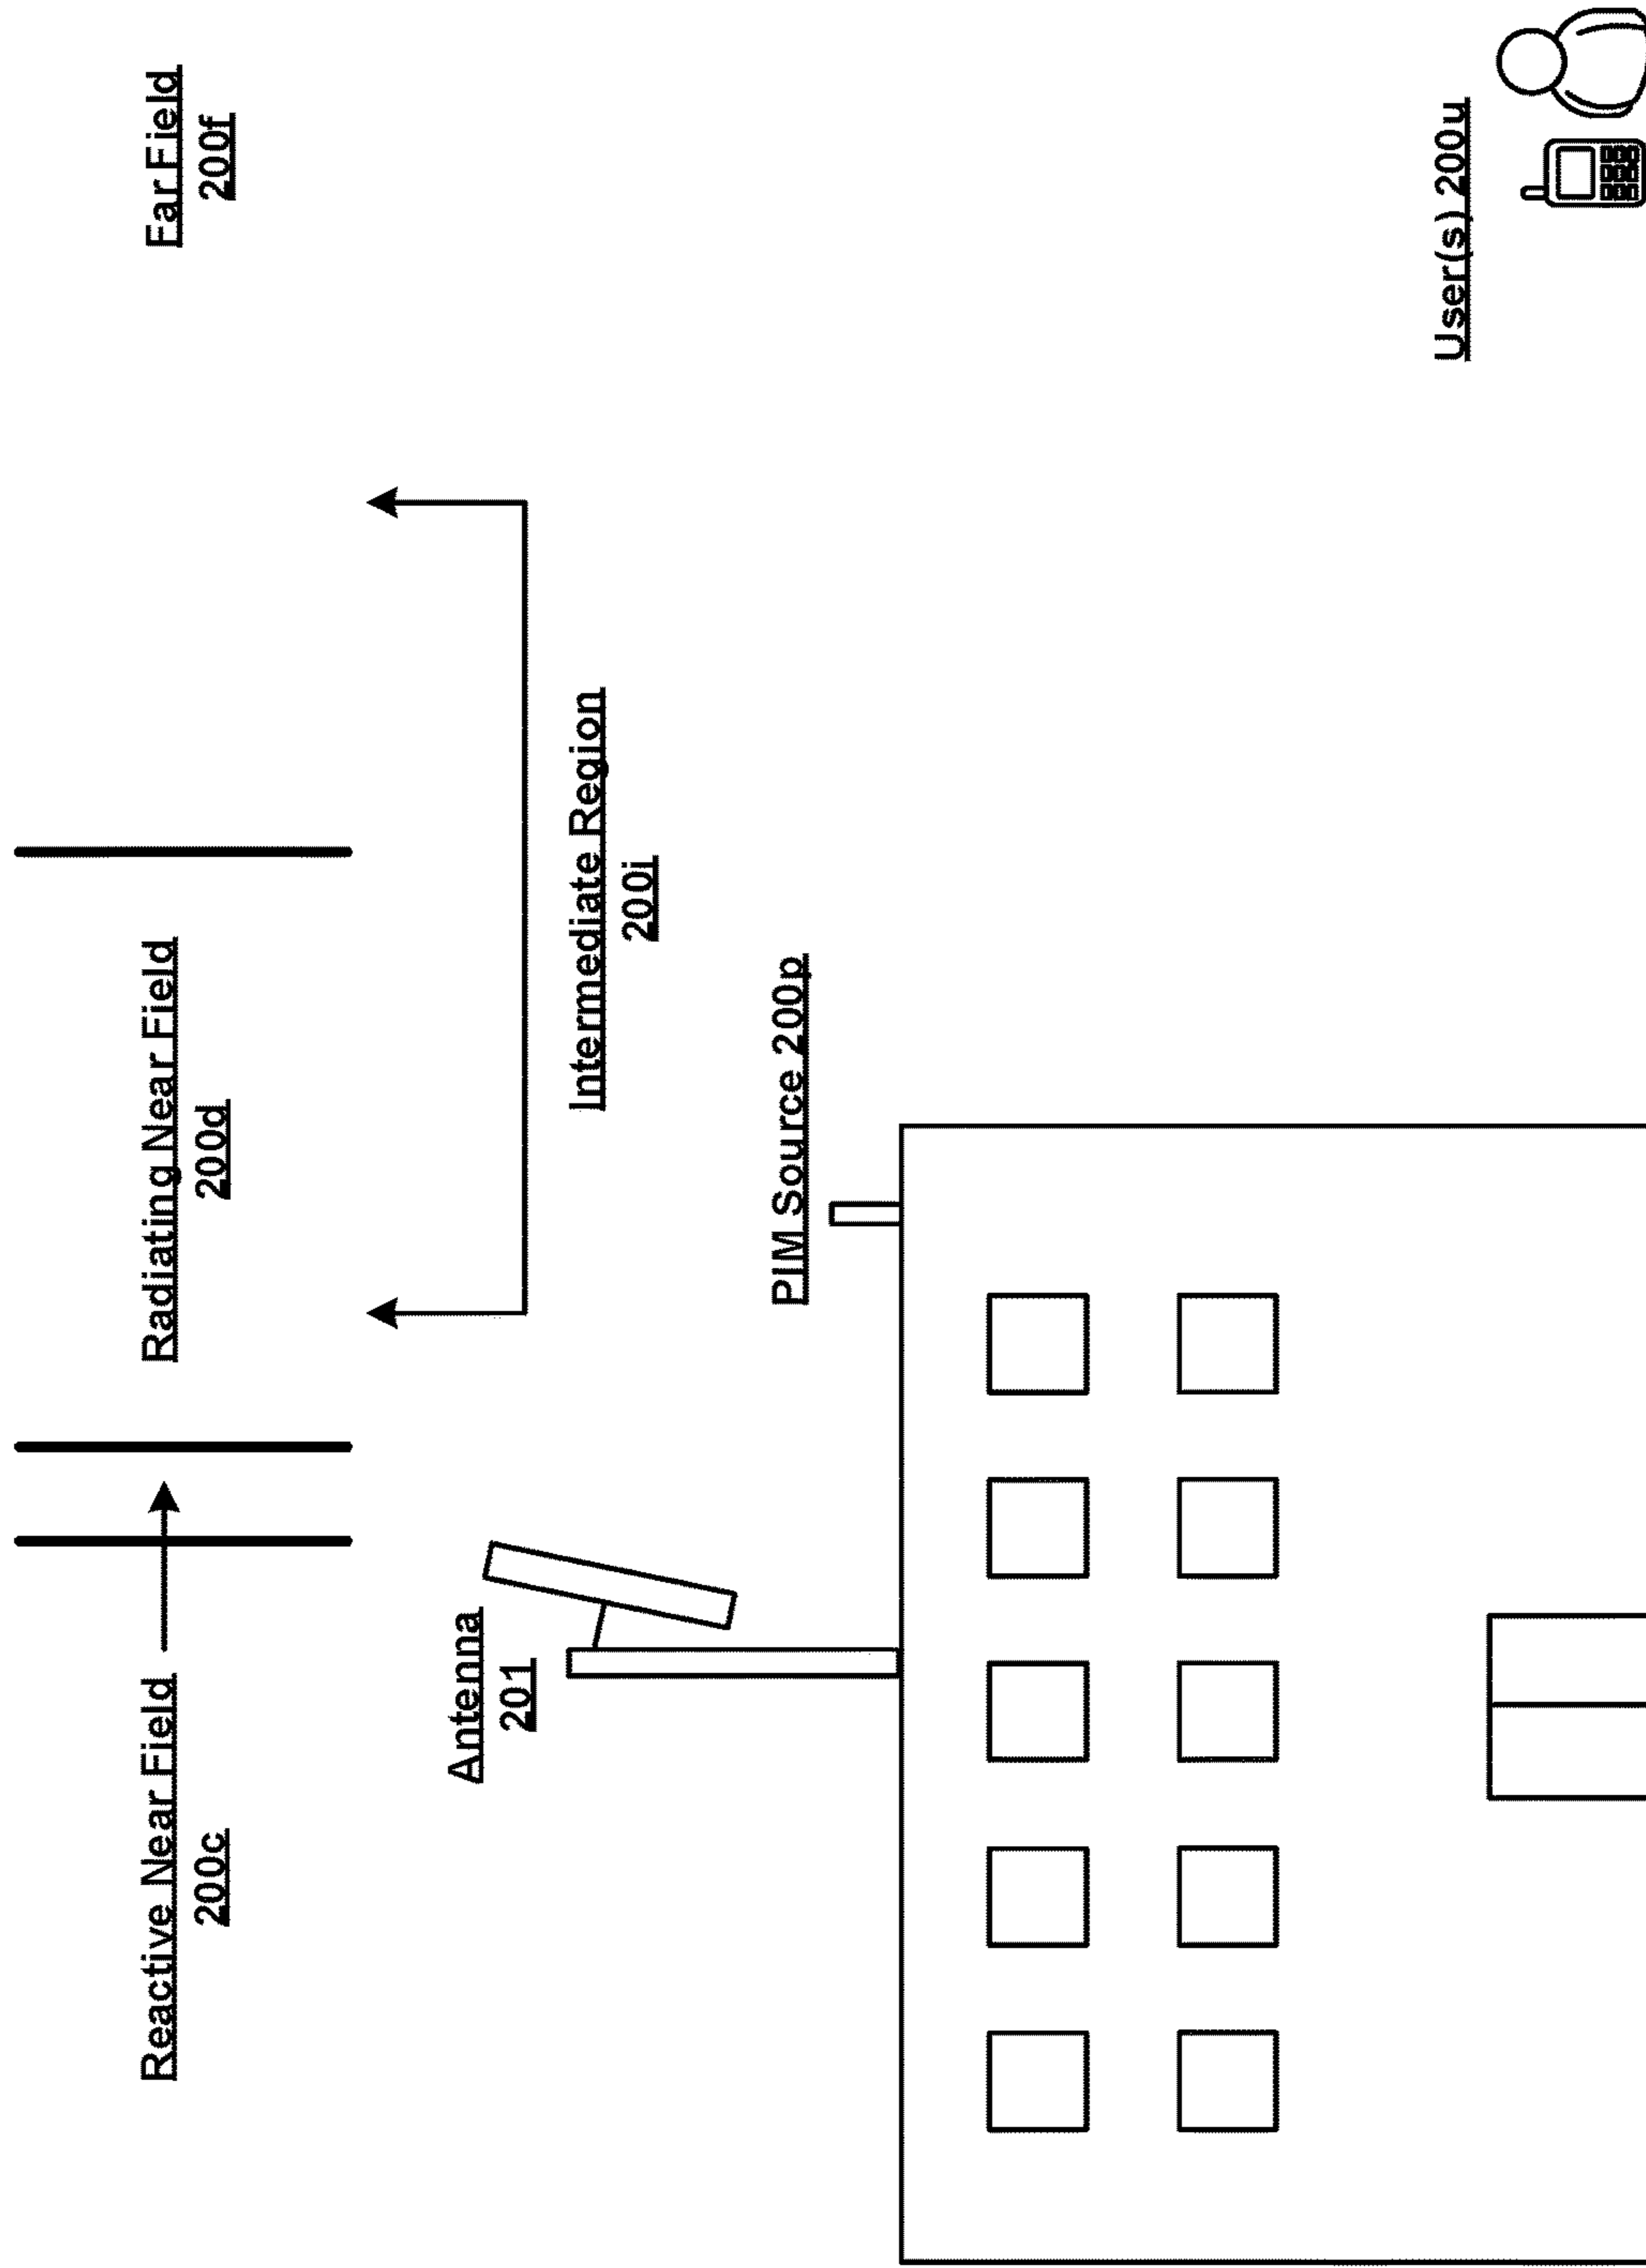 Reactive Near Field
200c
Radiating Near Field
200d
Far Field
200f
Antenna
201
Intermediate Region
200i
PIM Source 200p
User(s) 200u